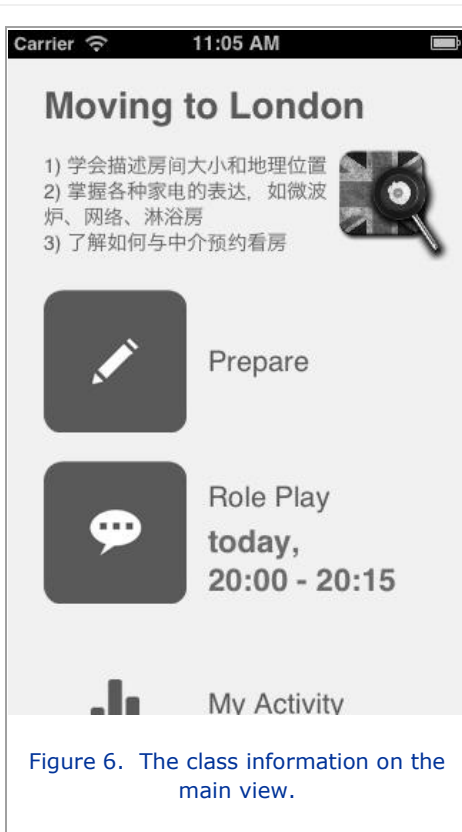 Carrier 11:05 AM
Moving to London
1) 学会描述房间大小和地理位置
2) 掌握各种家电的表达，如微波
炉、网络、淋浴房
3) 了解如何与中介预约看房
Prepare
Role Play
today,
20:00 - 20:15
My Activity
Figure 6. The class information on the
main view.